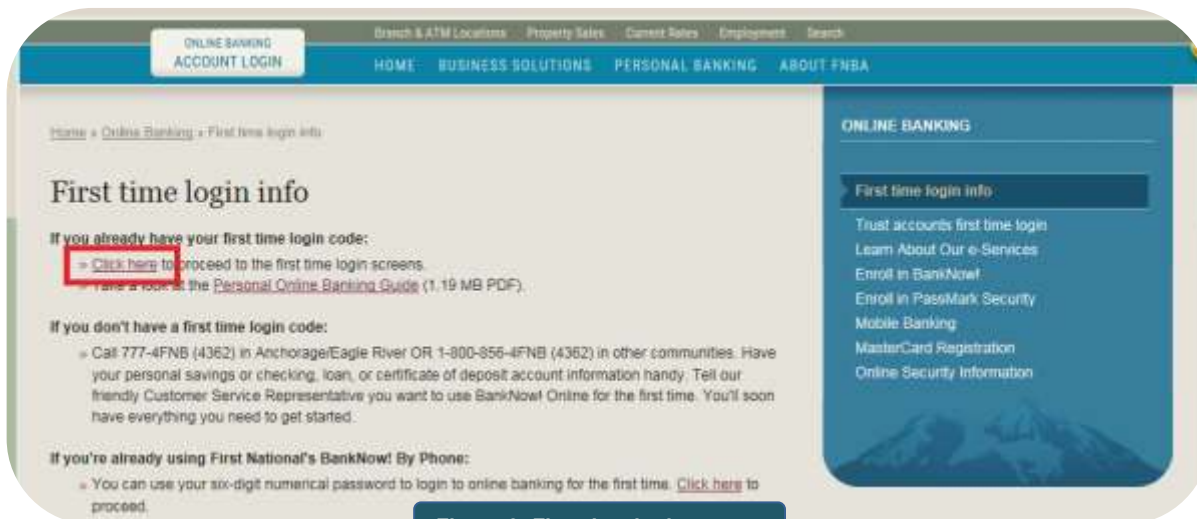 Branch & ATM Locations Property Sales Current Rates Employment Search
ONLINE BANKING
ACCOUNT LOGIN
HOME BUSINESS SOLUTIONS PERSONAL BANKING ABOUT FNBA
Home » Online Banking » First time login info
First time login info
If you already have your first time login code:
» Click here to proceed to the first time login screens.
» Take a look at the Personal Online Banking Guide (1.19 MB PDF).
If you don't have a first time login code:
» Call 777-4FNB (4362) in Anchorage/Eagle River OR 1-800-856-4FNB (4362) in other communities. Have
your personal savings or checking, loan, or certificate of deposit account information handy. Tell our
friendly Customer Service Representative you want to use BankNow! Online for the first time. You'll soon
have everything you need to get started.
If you're already using First National's BankNow! By Phone:
» You can use your six-digit numerical password to login to online banking for the first time. Click here to
proceed.
ONLINE BANKING
First time login info
Trust accounts first time login
Learn About Our e-Services
Enroll in BankNow!
Enroll in PassMark Security
Mobile Banking
MasterCard Registration
Online Security Information